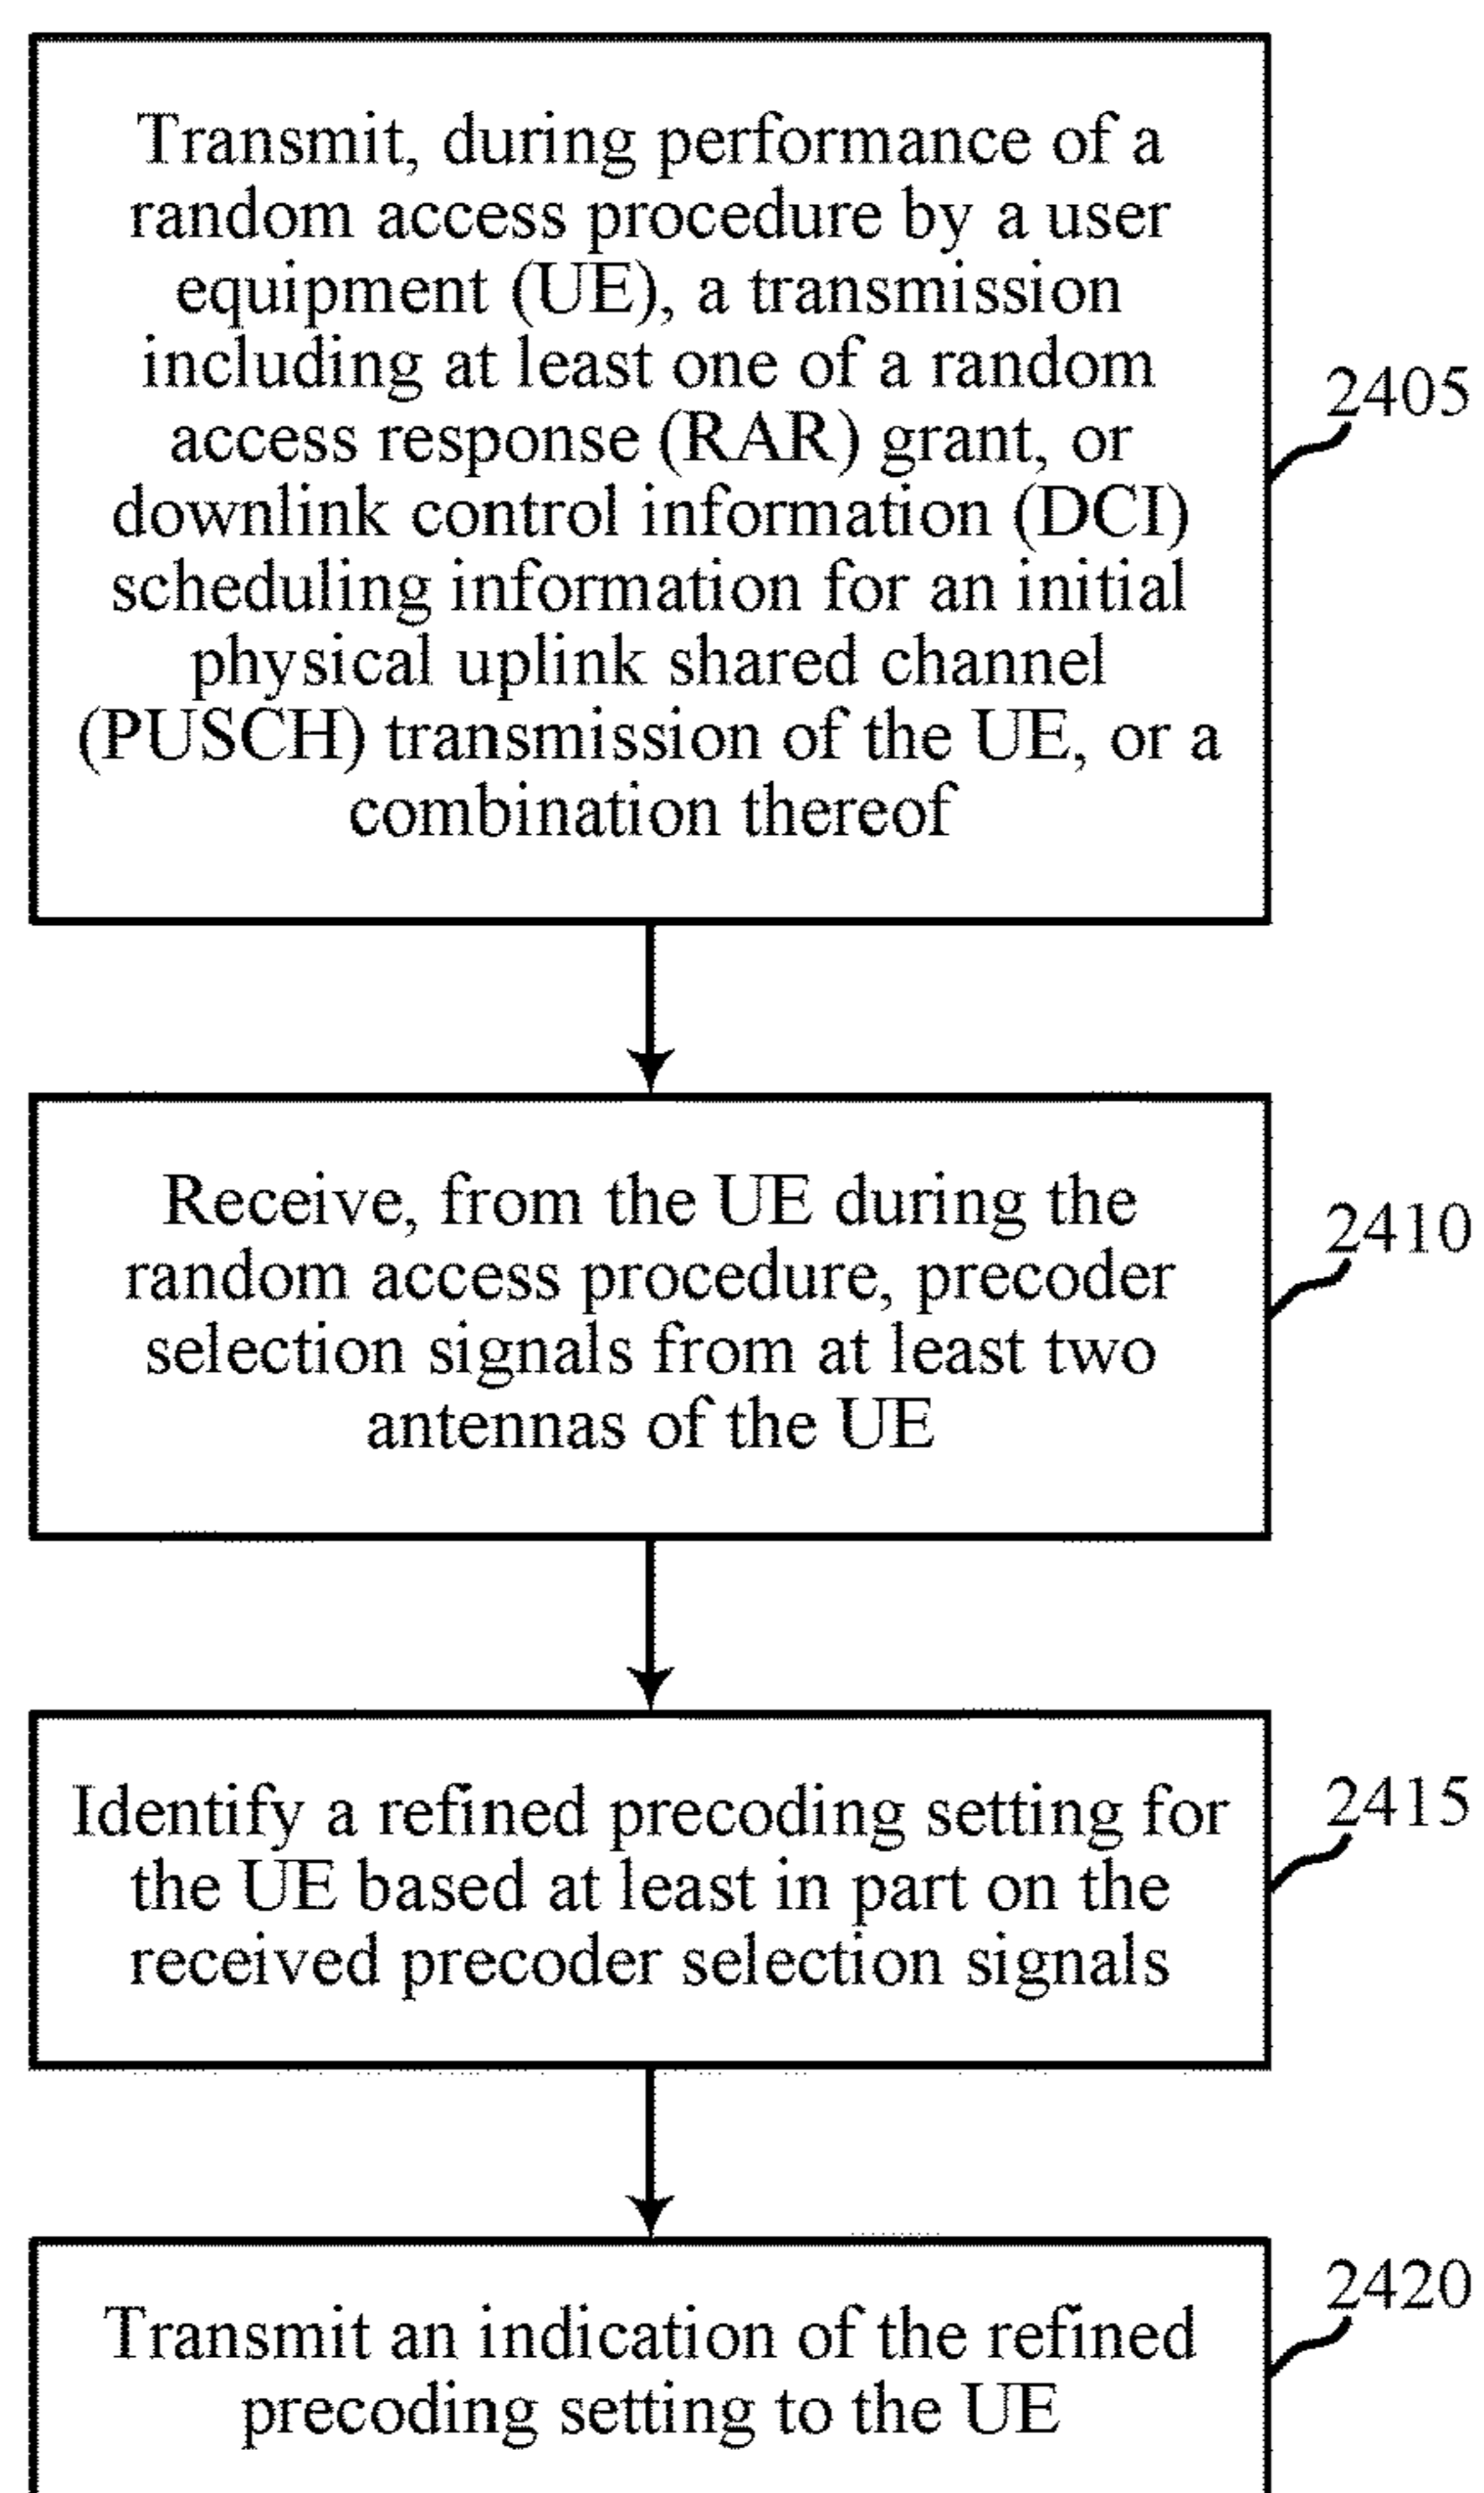 Transmit, during performance of a
random access procedure by a user
equipment (UE), a transmission
including at least one of a random
access response (RAR) grant, or
downlink control information (DCI)
scheduling information for an initial
physical uplink shared channel
(PUSCH) transmission of the UE, or a
combination thereof
2405
Receive, from the UE during the
random access procedure, precoder
selection signals from at least two
antennas of the UE
2410
Identify a refined precoding setting for
the UE based at least in part on the
received precoder selection signals
2415
Transmit an indication of the refined
precoding setting to the UE
2420